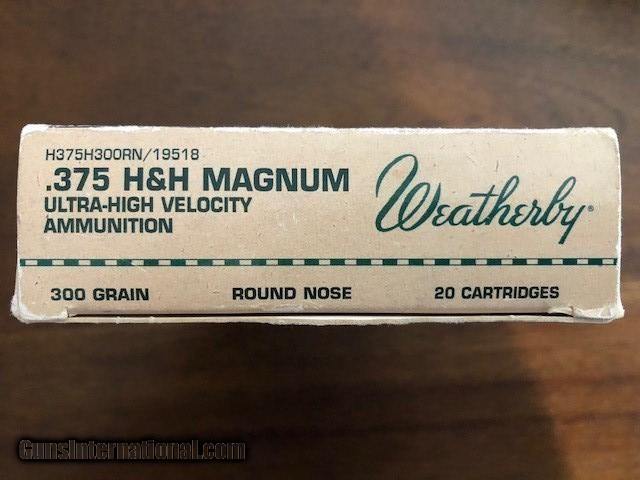 H375H300RN/19518
.375 H&H MAGNUM
ULTRA-HIGH VELOCITY
AMMUNITION
Weatherby®
300 GRAIN ROUND NOSE 20 CARTRIDGES
GunsInternational.com